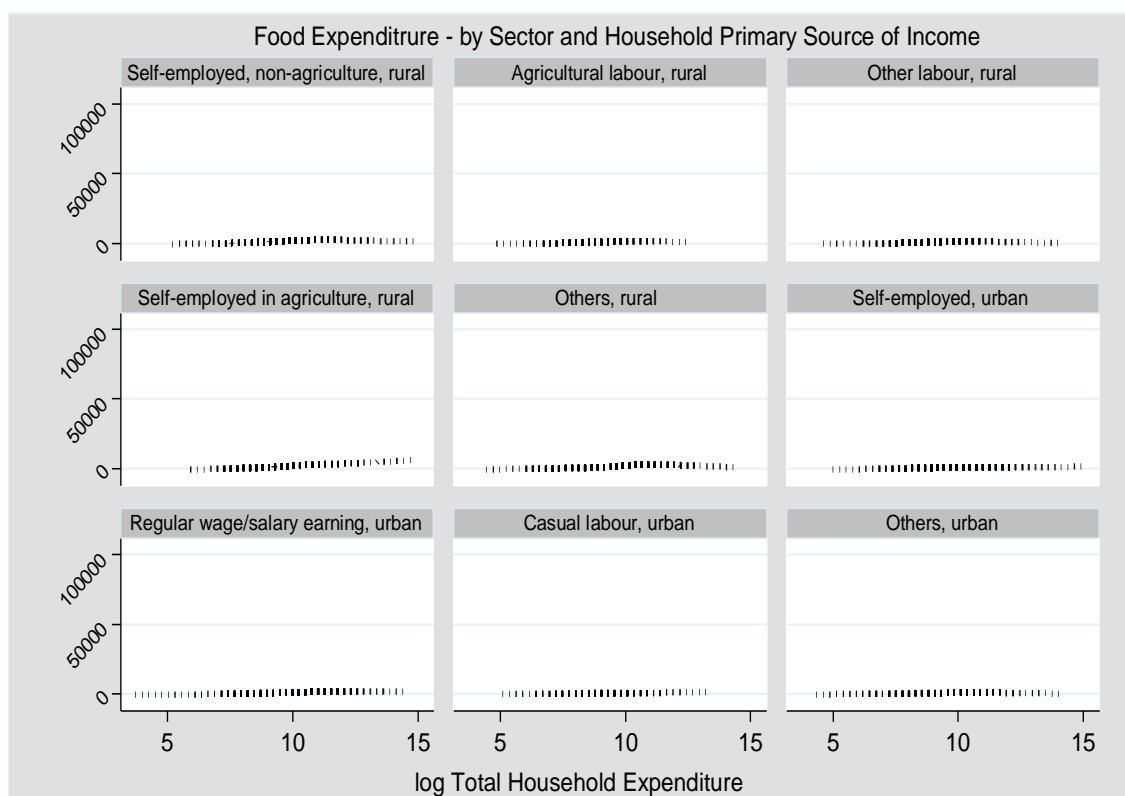 Food Expenditrure - by Sector and Household Primary Source of Income
Self-employed, non-agriculture, rural
Agricultural labour, rural
Other labour, rural
100000
50000
0
Self-employed in agriculture, rural
Others, rural
Self-employed, urban
100000
50000
0
Regular wage/salary earning, urban
Casual labour, urban
Others, urban
100000
50000
0
5 10 15 5 10 15 5 10 15
log Total Household Expenditure